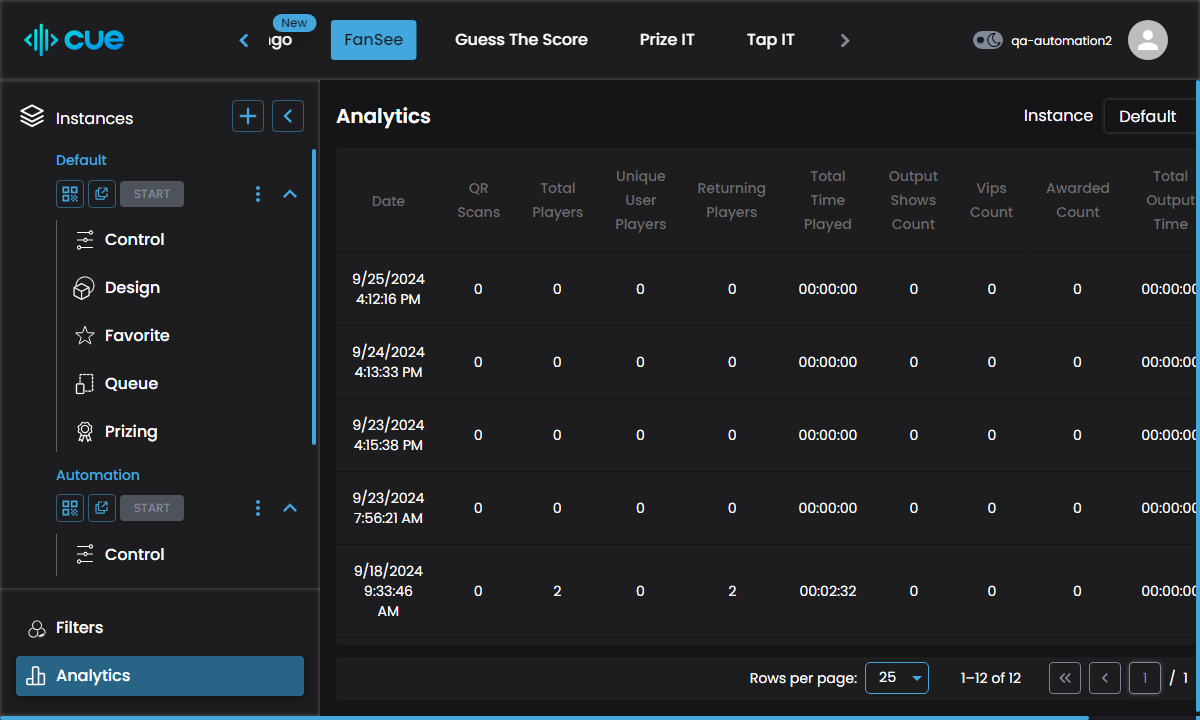 CUE
New
ngo
FanSee
Guess The Score
Prize IT
Tap IT
qa-automation2
Instances
Default
START
Control
Design
Favorite
Queue
Prizing
Automation
START
Control
Filters
Analytics
Analytics
Instance
Default
Date
QR Scans
Total Players
Unique User Players
Returning Players
Total Time Played
Output Shows Count
Vips Count
Awarded Count
Total Output Time
9/25/2024 4:12:16 PM 0 0 0 0 00:00:00 0 0 0 00:00:00
9/24/2024 4:13:33 PM 0 0 0 0 00:00:00 0 0 0 00:00:00
9/23/2024 4:15:38 PM 0 0 0 0 00:00:00 0 0 0 00:00:00
9/23/2024 7:56:21 AM 0 0 0 0 00:00:00 0 0 0 00:00:00
9/18/2024 9:33:46 AM 0 2 0 2 00:02:32 0 0 0 00:00:00
Rows per page: 25 1–12 of 12 1 / 1